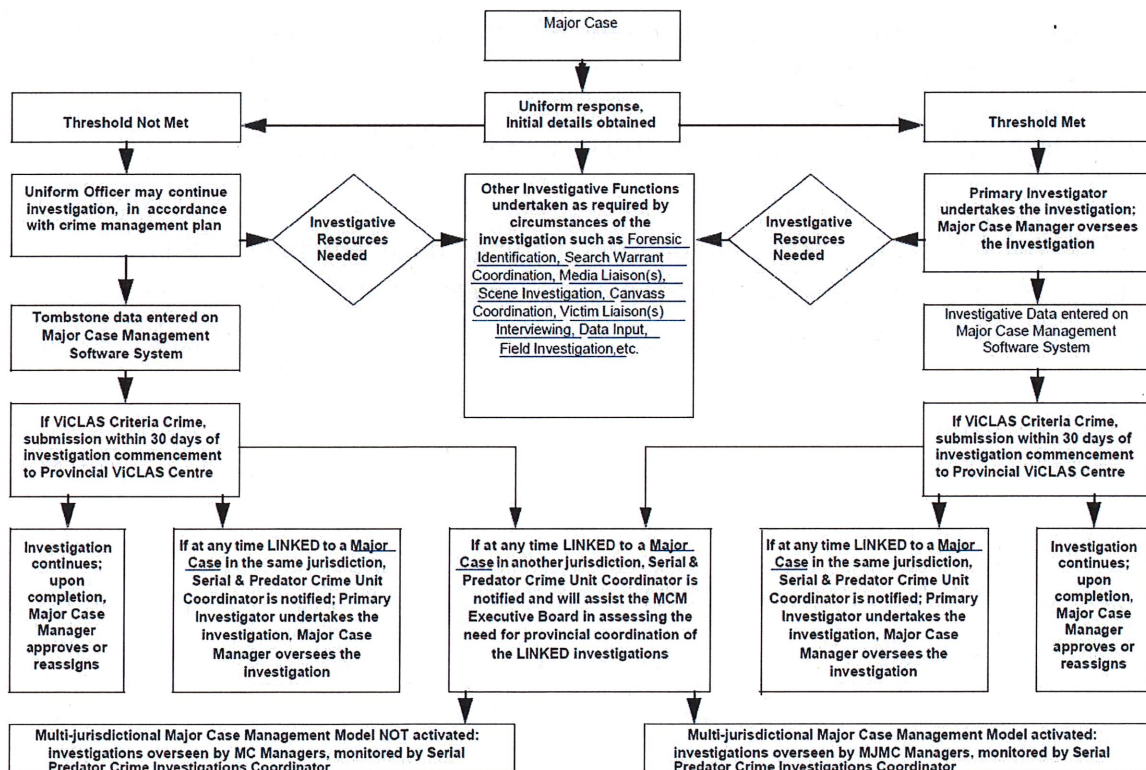 Major Case
Uniform response,
Initial details obtained
Threshold Not Met
Threshold Met
Uniform Officer may continue
investigation, in accordance
with crime management plan
Investigative
Resources
Needed
Other Investigative Functions
undertaken as required by
circumstances of the
investigation such as Forensic
Identification, Search Warrant
Coordination, Media Liaison(s),
Scene Investigation, Canvass
Coordination, Victim Liaison(s)
Interviewing, Data Input,
Field Investigation,etc.
Investigative
Resources
Needed
Primary Investigator
undertakes the investigation;
Major Case Manager oversees
the investigation
Tombstone data entered on
Major Case Management
Software System
Investigative Data entered on
Major Case Management
Software System
If ViCLAS Criteria Crime,
submission within 30 days of
investigation commencement
to Provincial ViCLAS Centre
If ViCLAS Criteria Crime,
submission within 30 days of
investigation commencement
to Provincial ViCLAS Centre
Investigation
continues;
upon
completion,
Major Case
Manager
approves or
reassigns
If at any time LINKED to a Major
Case in the same jurisdiction,
Serial & Predator Crime Unit
Coordinator is notified; Primary
Investigator undertakes the
investigation, Major Case
Manager oversees the
investigation
If at any time LINKED to a Major
Case in another jurisdiction, Serial &
Predator Crime Unit Coordinator is
notified and will assist the MCM
Executive Board in assessing the
need for provincial coordination of
the LINKED investigations
If at any time LINKED to a Major
Case in the same jurisdiction,
Serial & Predator Crime Unit
Coordinator is notified; Primary
Investigator undertakes the
investigation, Major Case
Manager oversees the
investigation
Investigation
continues;
upon
completion,
Major Case
Manager
approves or
reassigns
Multi-jurisdictional Major Case Management Model NOT activated:
investigations overseen by MC Managers, monitored by Serial
Predator Crime Investigations Coordinator
Multi-jurisdictional Major Case Management Model activated:
investigations overseen by MJMC Managers, monitored by Serial
Predator Crime Investigations Coordinator